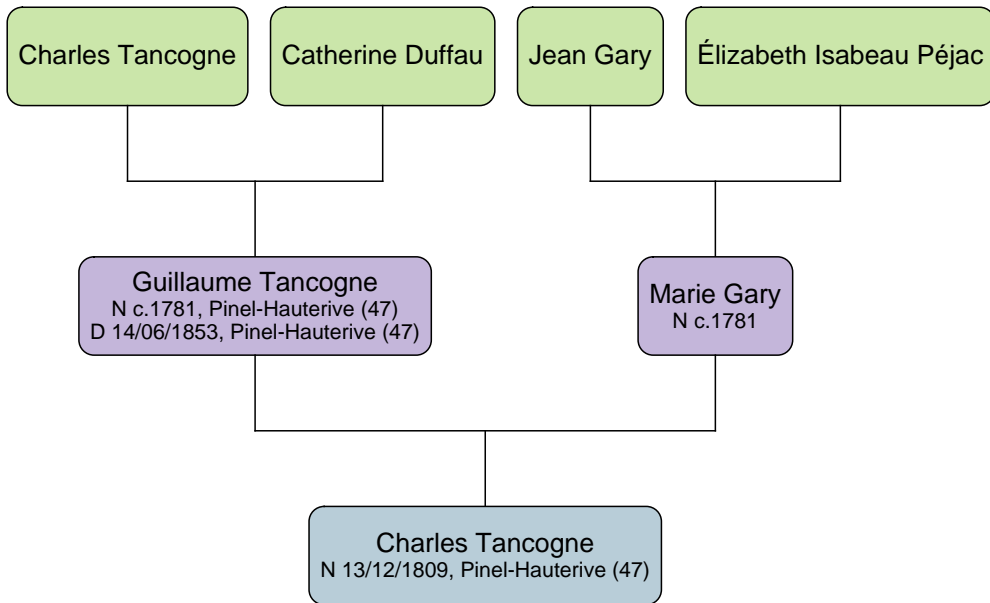 Charles Tancogne
Catherine Duffau
Jean Gary
Élizabeth Isabeau Péjac
Guillaume Tancogne
N c.1781, Pinel-Hauterive (47)
D 14/06/1853, Pinel-Hauterive (47)
Marie Gary
N c.1781
Charles Tancogne
N 13/12/1809, Pinel-Hauterive (47)